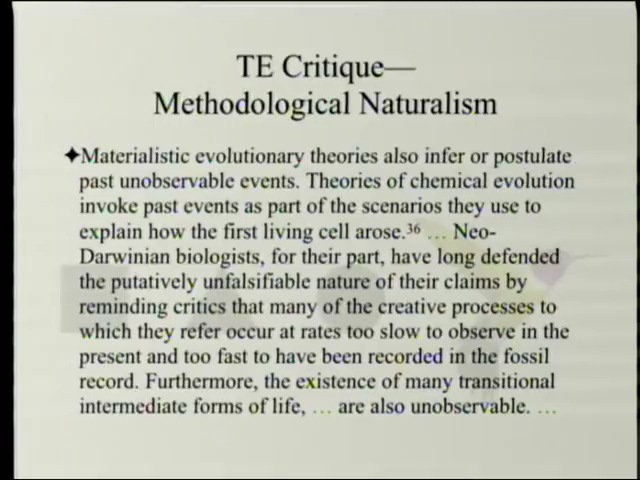 TE Critique—
Methodological Naturalism
✦Materialistic evolutionary theories also infer or postulate
past unobservable events. Theories of chemical evolution
invoke past events as part of the scenarios they use to
explain how the first living cell arose.³⁶ … Neo-
Darwinian biologists, for their part, have long defended
the putatively unfalsifiable nature of their claims by
reminding critics that many of the creative processes to
which they refer occur at rates too slow to observe in the
present and too fast to have been recorded in the fossil
record. Furthermore, the existence of many transitional
intermediate forms of life, … are also unobservable. …